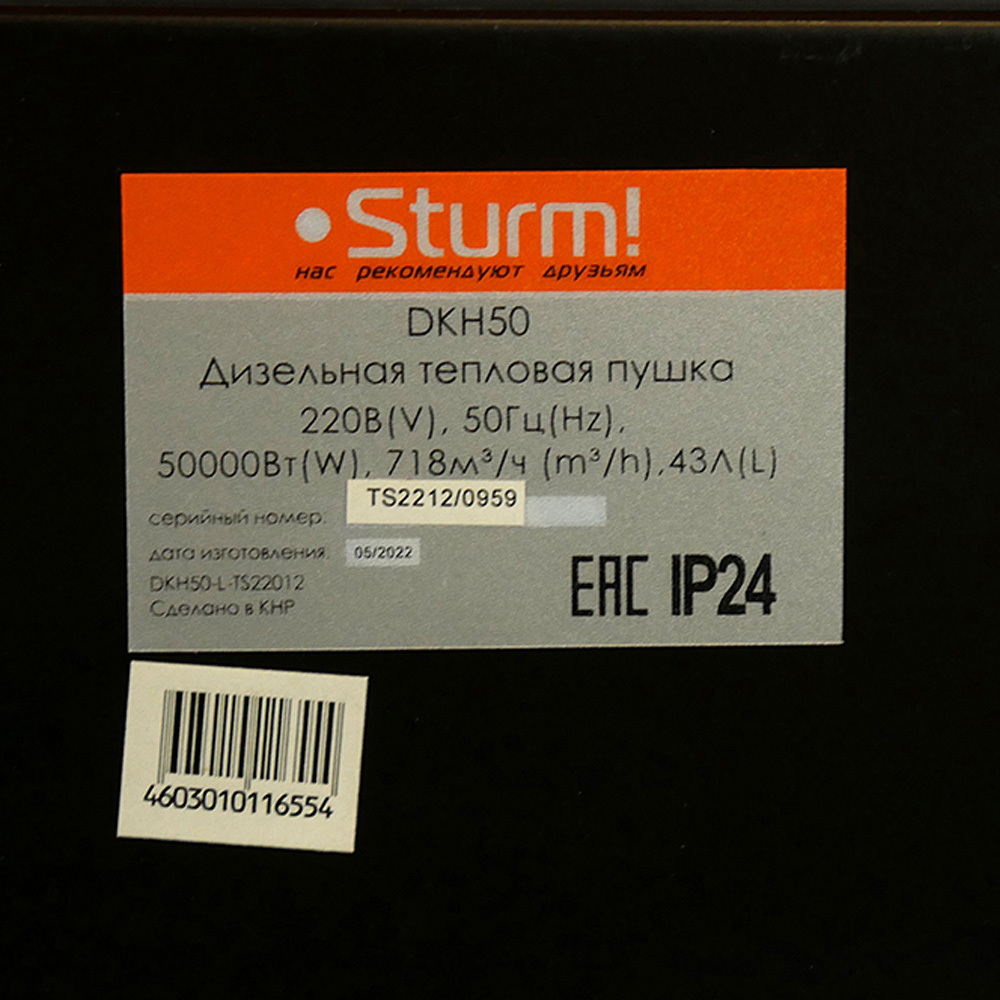 Sturm!
нас рекомендуют друзьям
DKH50
Дизельная тепловая пушка
220В(V), 50Гц(Hz),
50000Вт(W), 718м³/ч (m³/h),43Л(L)
серийный номер: TS2212/0959
дата изготовления: 05/2022
DKH50-L-TS22012
Сделано в КНР
EAC IP24
4603010116554